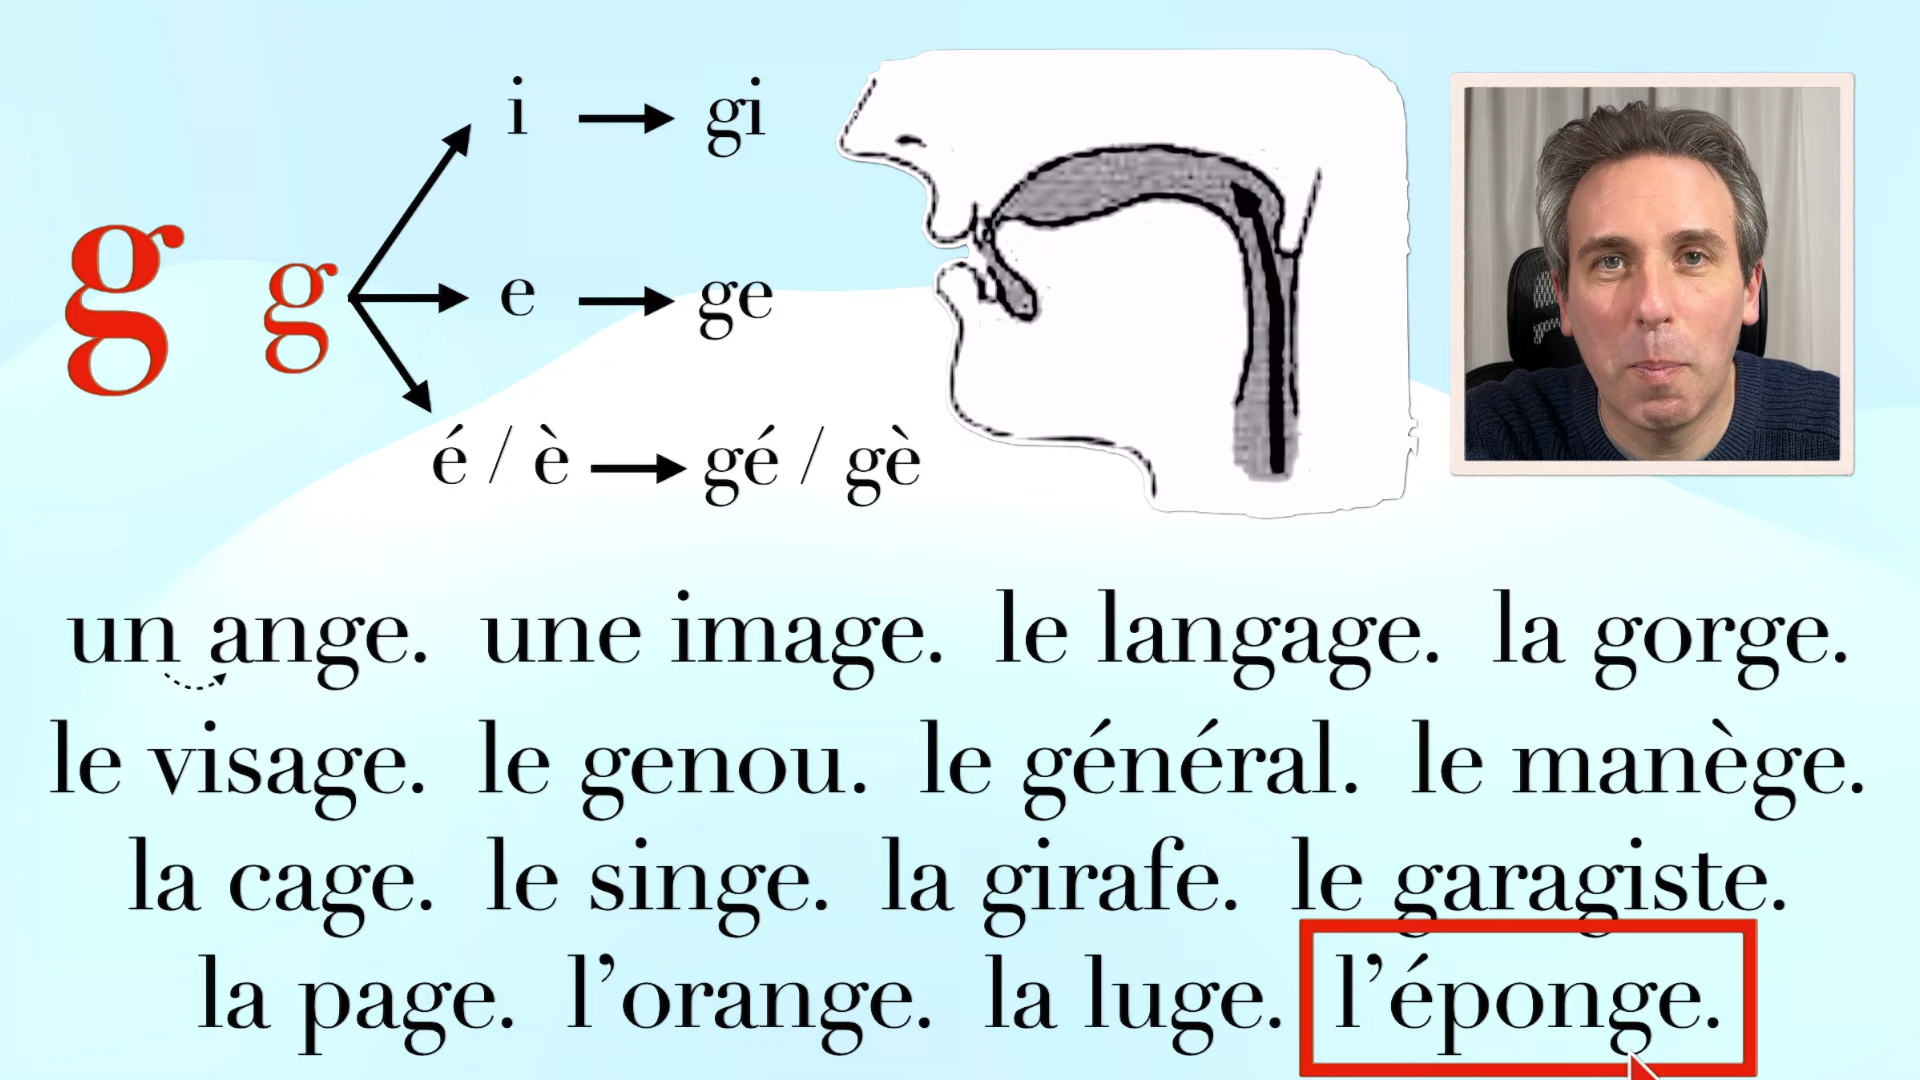 g g
i gi
e ge
é / è gé / gè
un ange. une image. le langage. la gorge.
le visage. le genou. le général. le manège.
la cage. le singe. la girafe. le garagiste.
la page. l’orange. la luge. l’éponge.